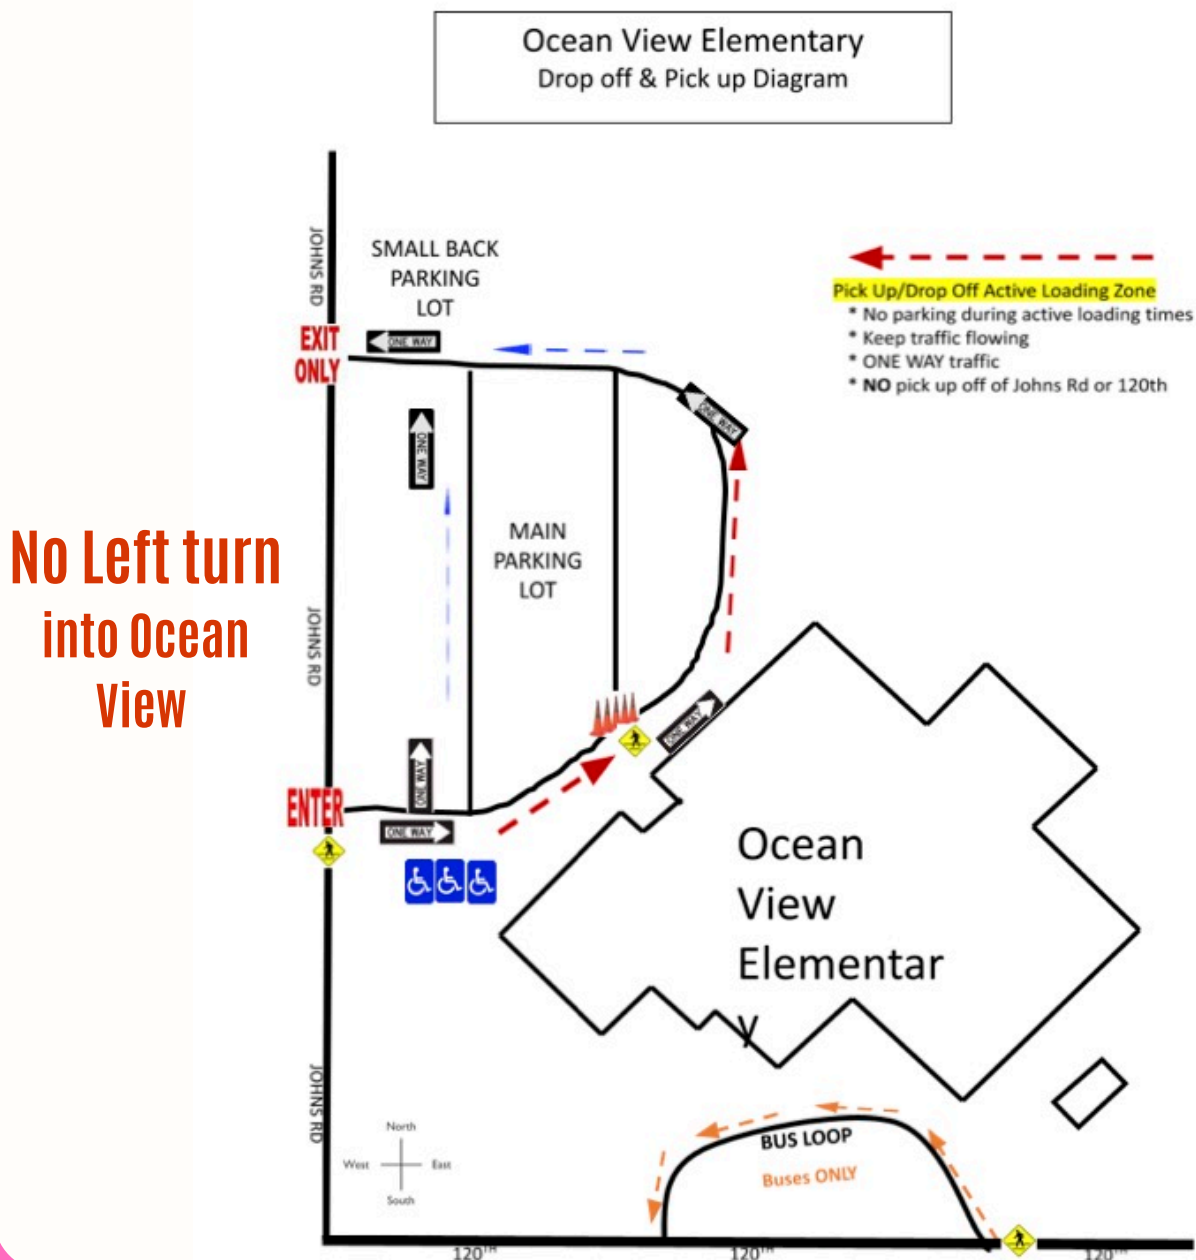 Ocean View Elementary
Drop off & Pick up Diagram
JOHNS RD
SMALL BACK
PARKING
LOT
EXIT
ONLY
ONE WAY
Pick Up/Drop Off Active Loading Zone
* No parking during active loading times
* Keep traffic flowing
* ONE WAY traffic
* NO pick up off of Johns Rd or 120th
ONE WAY
ONE WAY
MAIN
PARKING
LOT
No Left turn
into Ocean
View
JOHNS RD
ONE WAY
ONE WAY
ENTER
ONE WAY
Ocean
View
Elementar
y
JOHNS RD
North
West
East
South
BUS LOOP
Buses ONLY
120TH
120TH
120TH